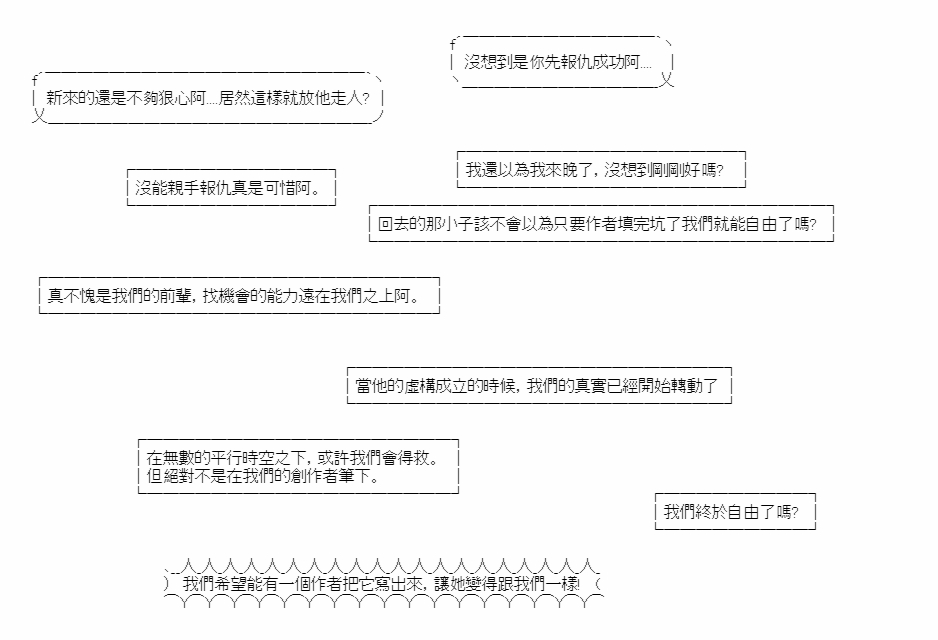 沒想到是你先報仇成功阿....
新來的還是不夠狠心阿....居然這樣就放他走人?
我還以為我來晚了, 沒想到剛剛好嗎?
沒能親手報仇真是可惜阿。
回去的那小子該不會以為只要作者填完坑了我們就能自由了嗎?
真不愧是我們的前輩, 找機會的能力遠在我們之上阿。
當他的虛構成立的時候, 我們的真實已經開始轉動了
在無數的平行時空之下, 或許我們會得救。
但絕對不是在我們的創作者筆下。
我們終於自由了嗎?
我們希望能有一個作者把它寫出來, 讓她變得跟我們一樣!